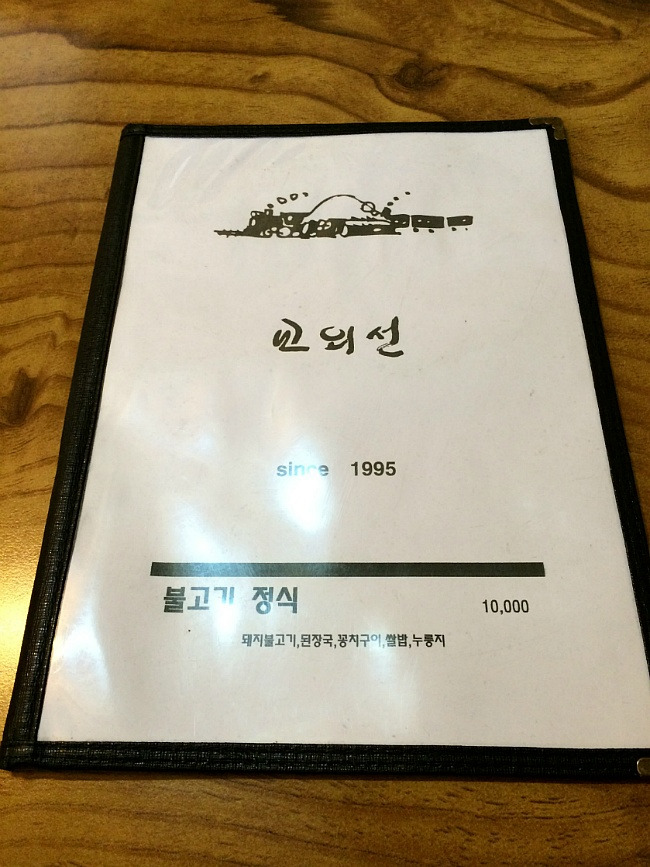 교외선
since 1995
불고기 정식 10,000
돼지불고기,된장국,꽁치구이,쌀밥,누룽지